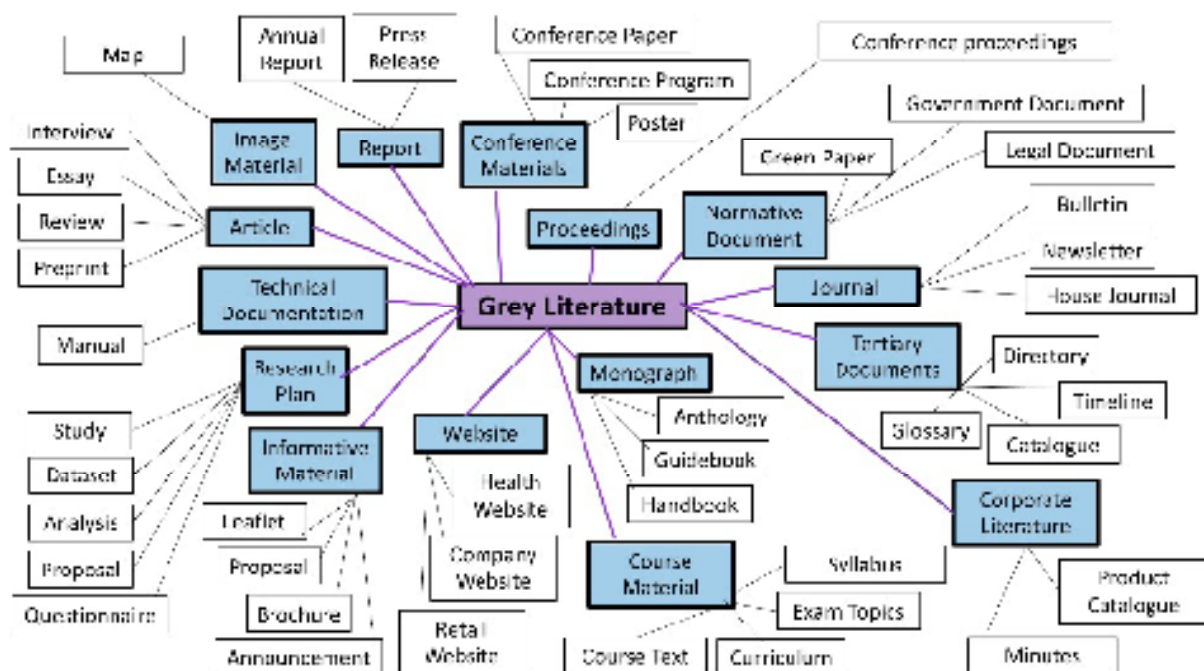 Map
Annual
Report
Press
Release
Conference Paper
Conference proceedings
Conference Program
Poster
Government Document
Green Paper
Legal Document
Interview
Essay
Review
Preprint
Image
Material
Report
Conference
Materials
Article
Proceedings
Normative
Document
Bulletin
Newsletter
House Journal
Journal
Technical
Documentation
Grey Literature
Manual
Research
Plan
Monograph
Tertiary
Documents
Directory
Timeline
Glossary
Catalogue
Study
Dataset
Analysis
Proposal
Questionnaire
Informative
Material
Website
Anthology
Guidebook
Handbook
Leaflet
Proposal
Brochure
Announcement
Health
Website
Company
Website
Retail
Website
Course
Material
Syllabus
Exam Topics
Course Text
Curriculum
Corporate
Literature
Product
Catalogue
Minutes